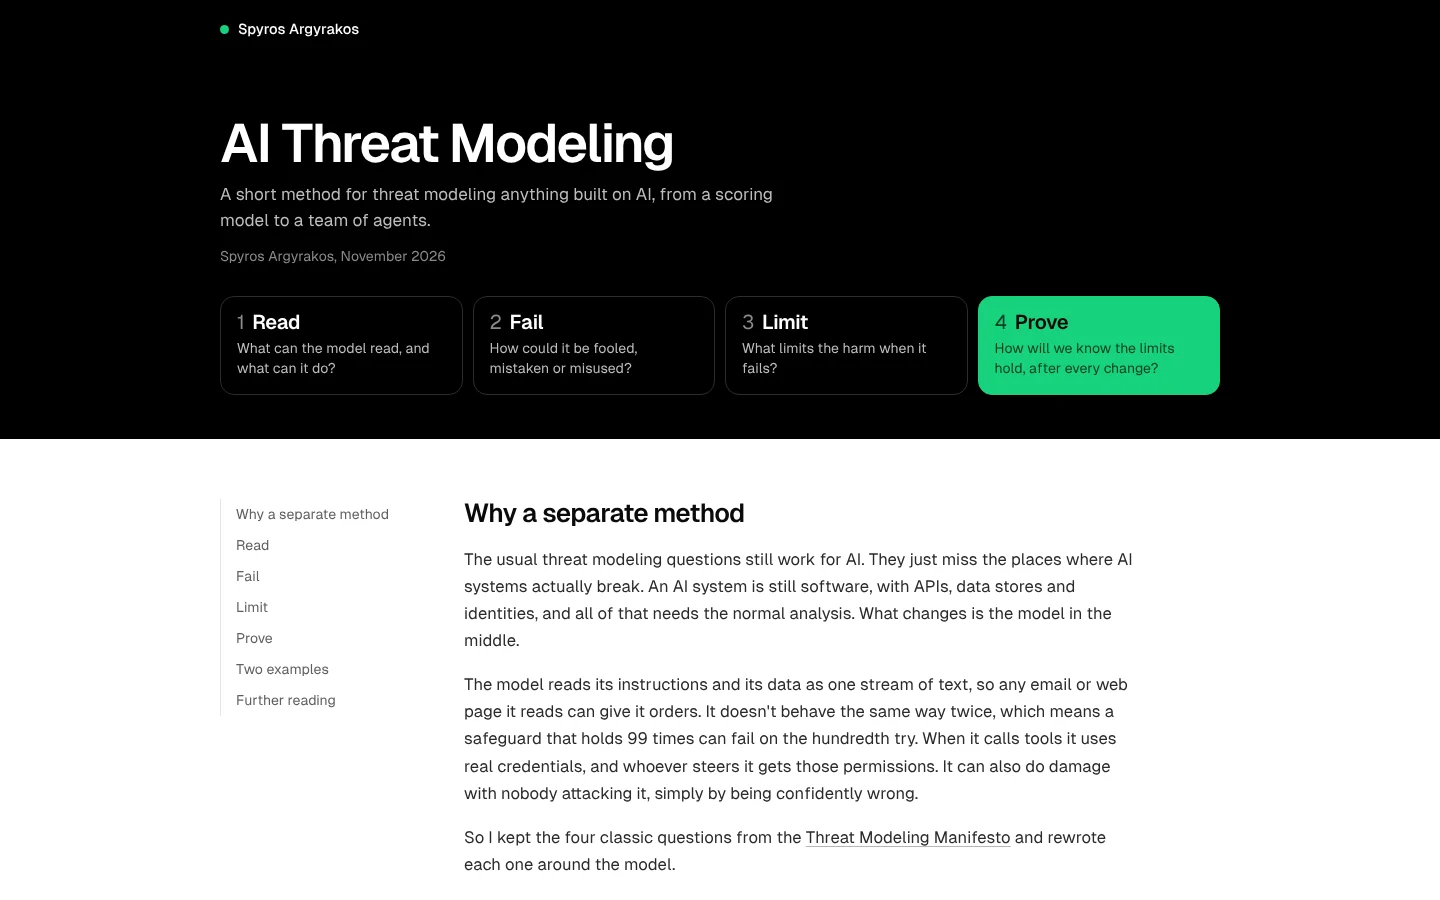 Spyros Argyrakos
AI Threat Modeling
A short method for threat modeling anything built on AI, from a scoring
model to a team of agents.
Spyros Argyrakos, November 2026
1 Read
What can the model read, and
what can it do?
2 Fail
How could it be fooled,
mistaken or misused?
3 Limit
What limits the harm when it
fails?
4 Prove
How will we know the limits
hold, after every change?
Why a separate method
Read
Fail
Limit
Prove
Two examples
Further reading
Why a separate method
The usual threat modeling questions still work for AI. They just miss the places where AI
systems actually break. An AI system is still software, with APIs, data stores and
identities, and all of that needs the normal analysis. What changes is the model in the
middle.
The model reads its instructions and its data as one stream of text, so any email or web
page it reads can give it orders. It doesn't behave the same way twice, which means a
safeguard that holds 99 times can fail on the hundredth try. When it calls tools it uses
real credentials, and whoever steers it gets those permissions. It can also do damage
with nobody attacking it, simply by being confidently wrong.
So I kept the four classic questions from the Threat Modeling Manifesto and rewrote
each one around the model.